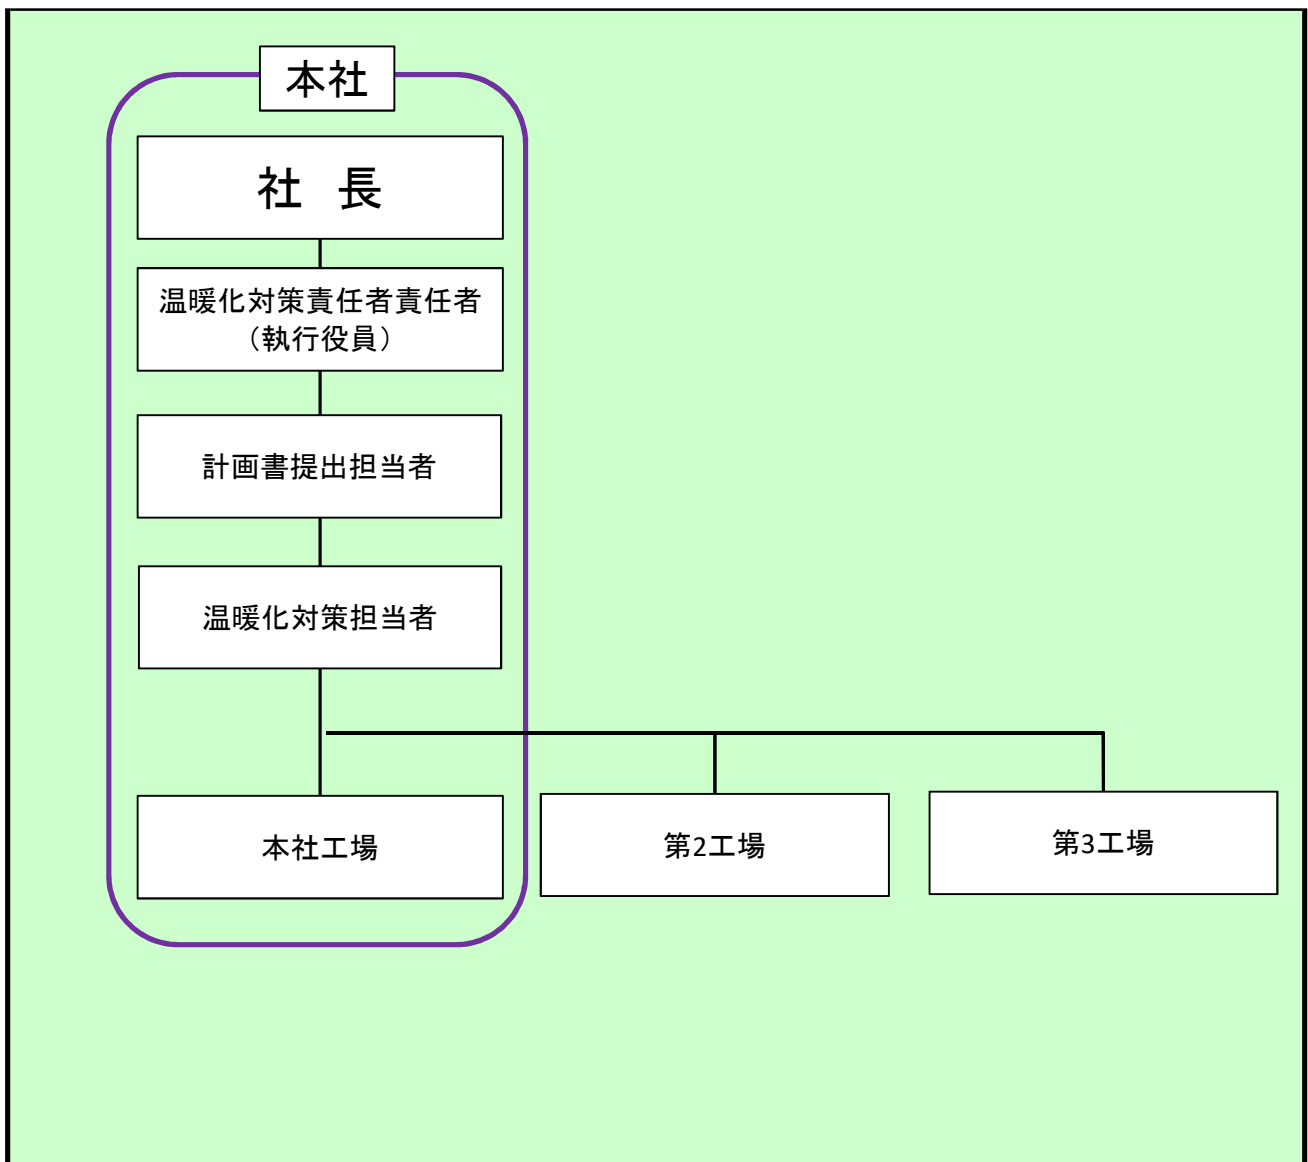 本社
社　長
温暖化対策責任者責任者
（執行役員）
計画書提出担当者
温暖化対策担当者
本社工場
第2工場
第3工場